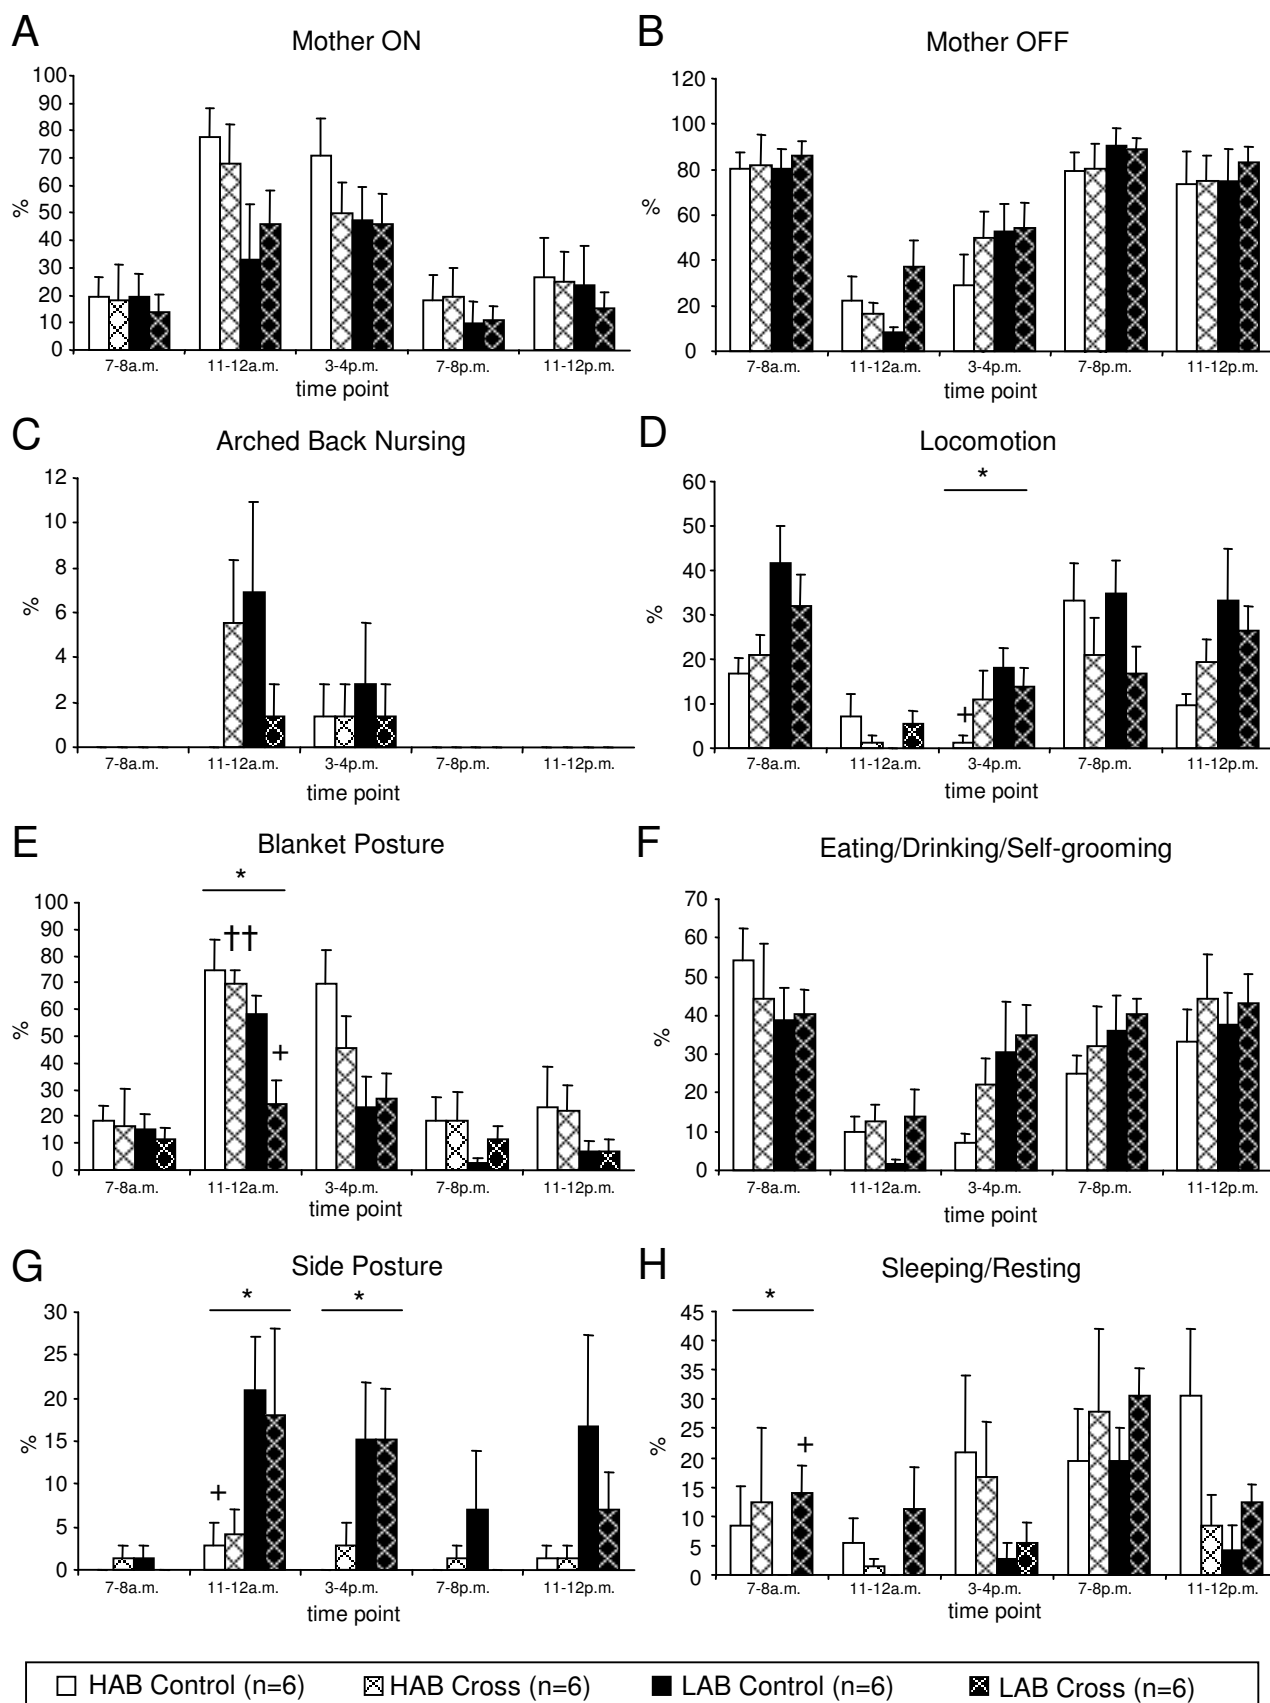 A
Mother ON
100
90
80
70
60
50
40
30
20
10
0
%
7-8a.m. 11-12a.m. 3-4p.m. 7-8p.m. 11-12p.m.
time point
B
Mother OFF
120
100
80
60
40
20
0
%
7-8a.m. 11-12a.m. 3-4p.m. 7-8p.m. 11-12p.m.
time point
C
Arched Back Nursing
12
10
8
6
4
2
0
%
7-8a.m. 11-12a.m. 3-4p.m. 7-8p.m. 11-12p.m.
time point
D
Locomotion
*
60
50
40
30
20
10
0
%
+
7-8a.m. 11-12a.m. 3-4p.m. 7-8p.m. 11-12p.m.
time point
E
Blanket Posture
*
100
90
80
70
60
50
40
30
20
10
0
%
††
+
7-8a.m. 11-12a.m. 3-4p.m. 7-8p.m. 11-12p.m.
time point
F
Eating/Drinking/Self-grooming
70
60
50
40
30
20
10
0
%
7-8a.m. 11-12a.m. 3-4p.m. 7-8p.m. 11-12p.m.
time point
G
Side Posture
* *
30
25
20
15
10
5
0
%
+
7-8a.m. 11-12a.m. 3-4p.m. 7-8p.m. 11-12p.m.
time point
H
Sleeping/Resting
*
45
40
35
30
25
20
15
10
5
0
%
+
7-8a.m. 11-12a.m. 3-4p.m. 7-8p.m. 11-12p.m.
time point
HAB Control (n=6) HAB Cross (n=6) LAB Control (n=6) LAB Cross (n=6)